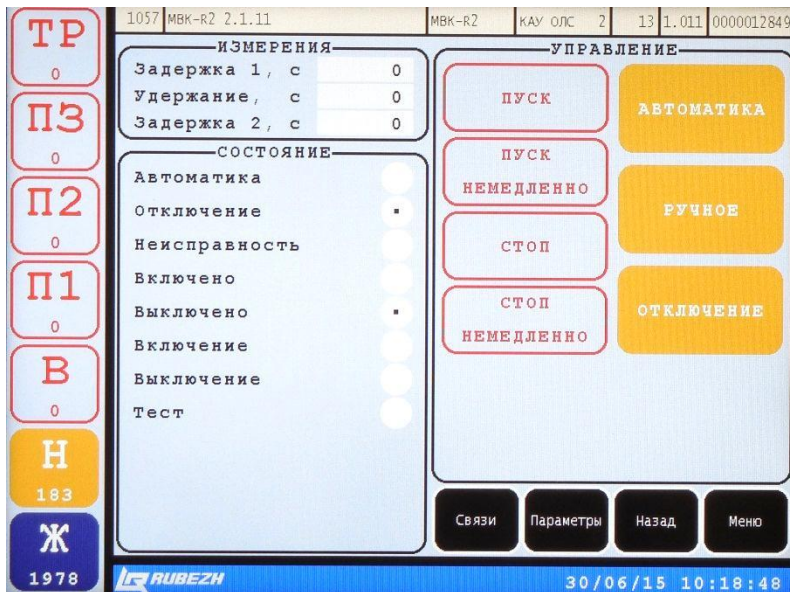 1057 МВК-R2 2.1.11 МВК-R2 КАУ ОЛС 2 13 1.011 0000012849
ТР
0
ПЗ
0
П2
0
П1
0
В
0
Н
183
Ж
1978
ИЗМЕРЕНИЯ
Задержка 1, с 0
Удержание, с 0
Задержка 2, с 0
СОСТОЯНИЕ
Автоматика
Отключение
Неисправность
Включено
Выключено
Включение
Выключение
Тест
УПРАВЛЕНИЕ
ПУСК
ПУСК
НЕМЕДЛЕННО
СТОП
СТОП
НЕМЕДЛЕННО
АВТОМАТИКА
РУЧНОЕ
ОТКЛЮЧЕНИЕ
Связи
Параметры
Назад
Меню
RUBEZH
30/06/15 10:18:48